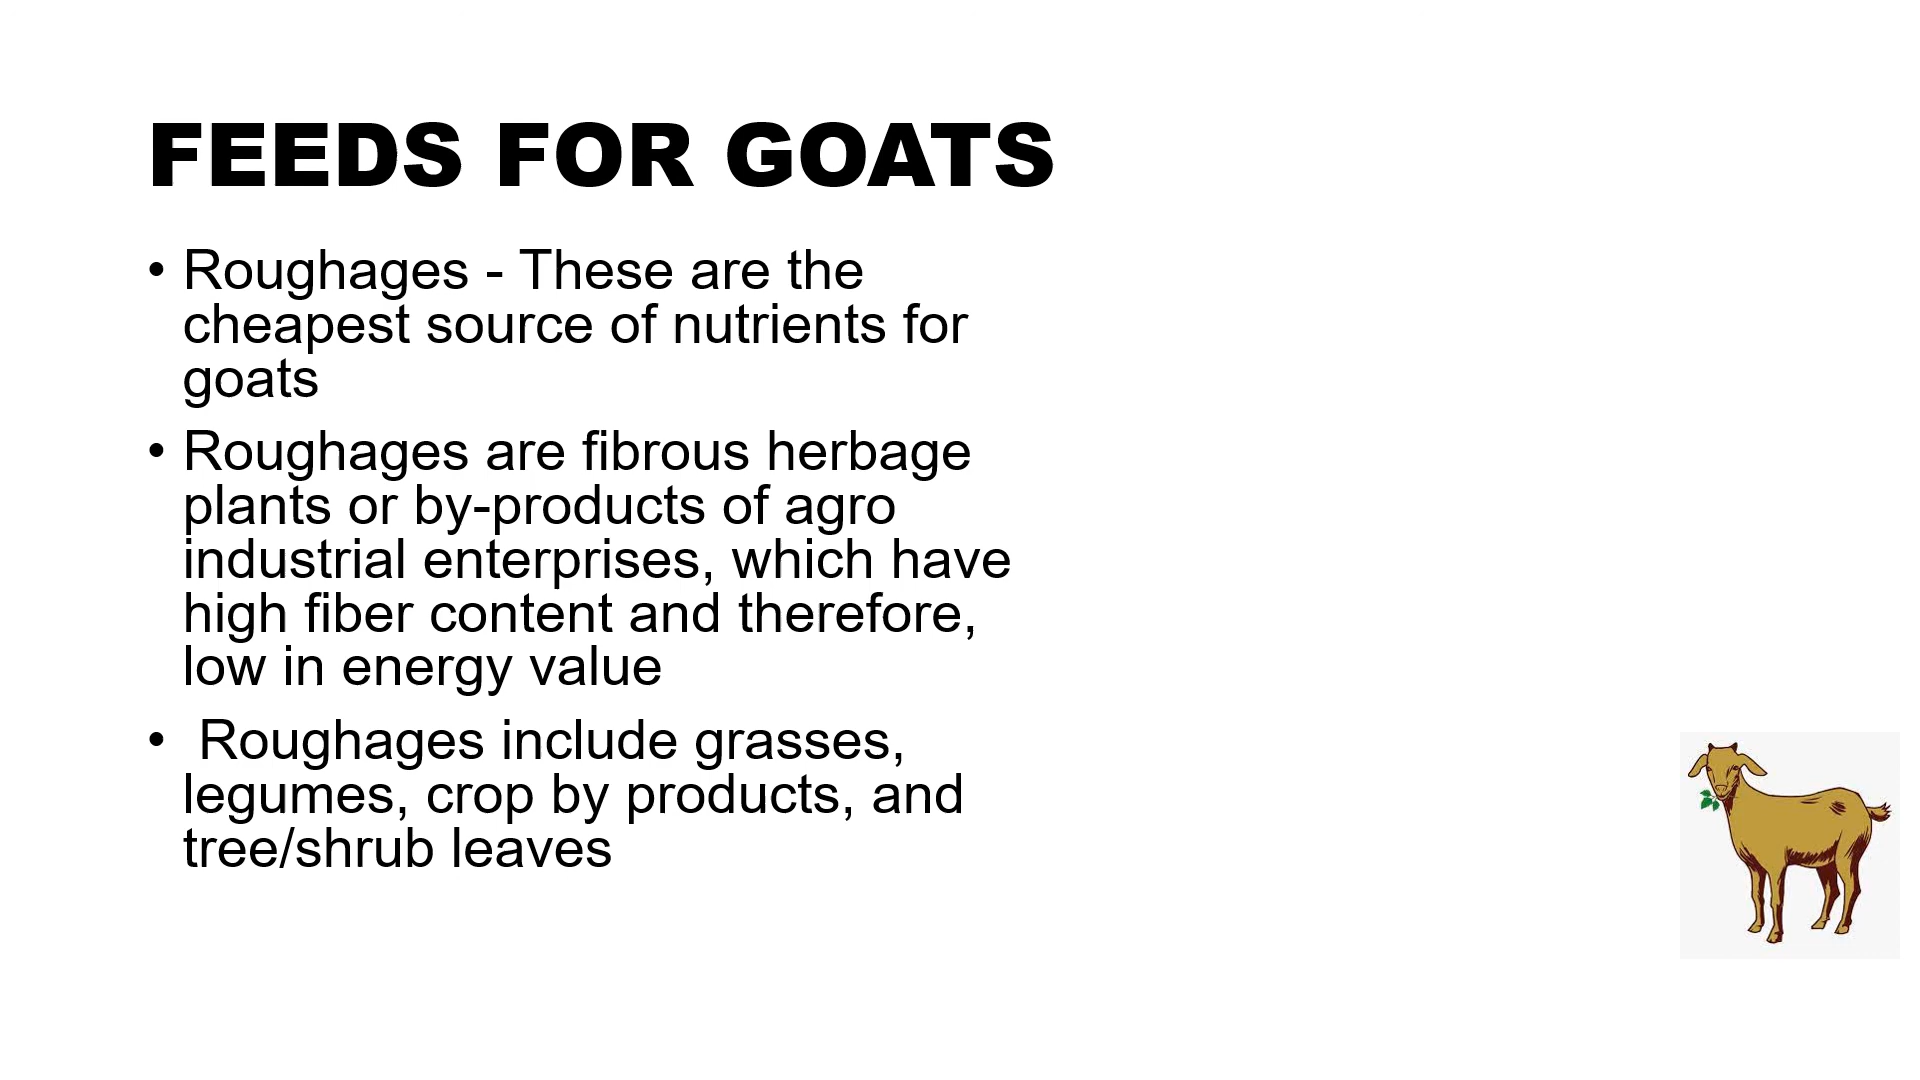 FEEDS FOR GOATS
• Roughages - These are the
cheapest source of nutrients for
goats
• Roughages are fibrous herbage
plants or by-products of agro
industrial enterprises, which have
high fiber content and therefore,
low in energy value
• Roughages include grasses,
legumes, crop by products, and
tree/shrub leaves